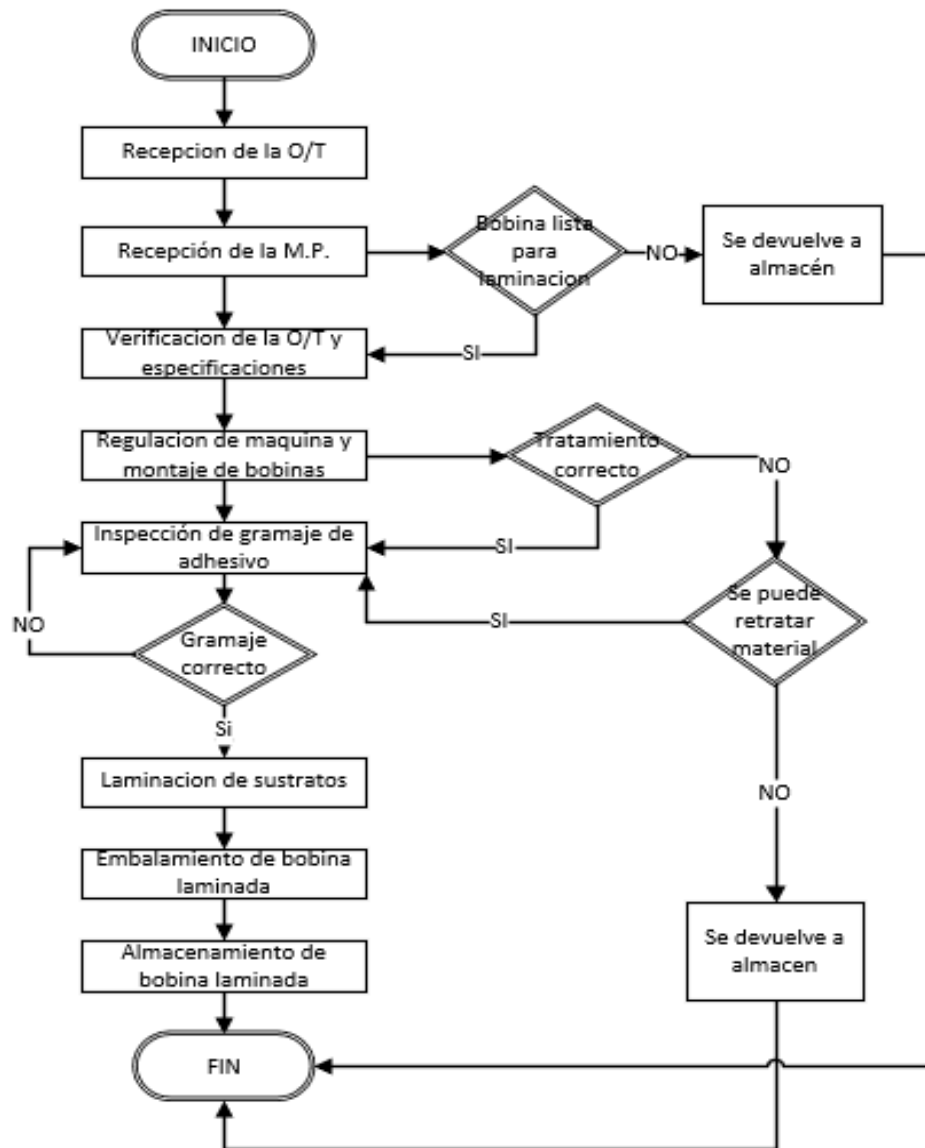 INICIO
Recepcion de la O/T
Recepción de la M.P.
Bobina lista
para
laminacion
NO
Se devuelve a
almacén
SI
Verificacion de la O/T y
especificaciones
Regulacion de maquina y
montaje de bobinas
Tratamiento
correcto
NO
SI
Inspección de gramaje de
adhesivo
Se puede
retratar
material
SI
NO
Gramaje
correcto
Si
Laminacion de sustratos
NO
Embalamiento de bobina
laminada
Se devuelve a
almacen
Almacenamiento de
bobina laminada
FIN